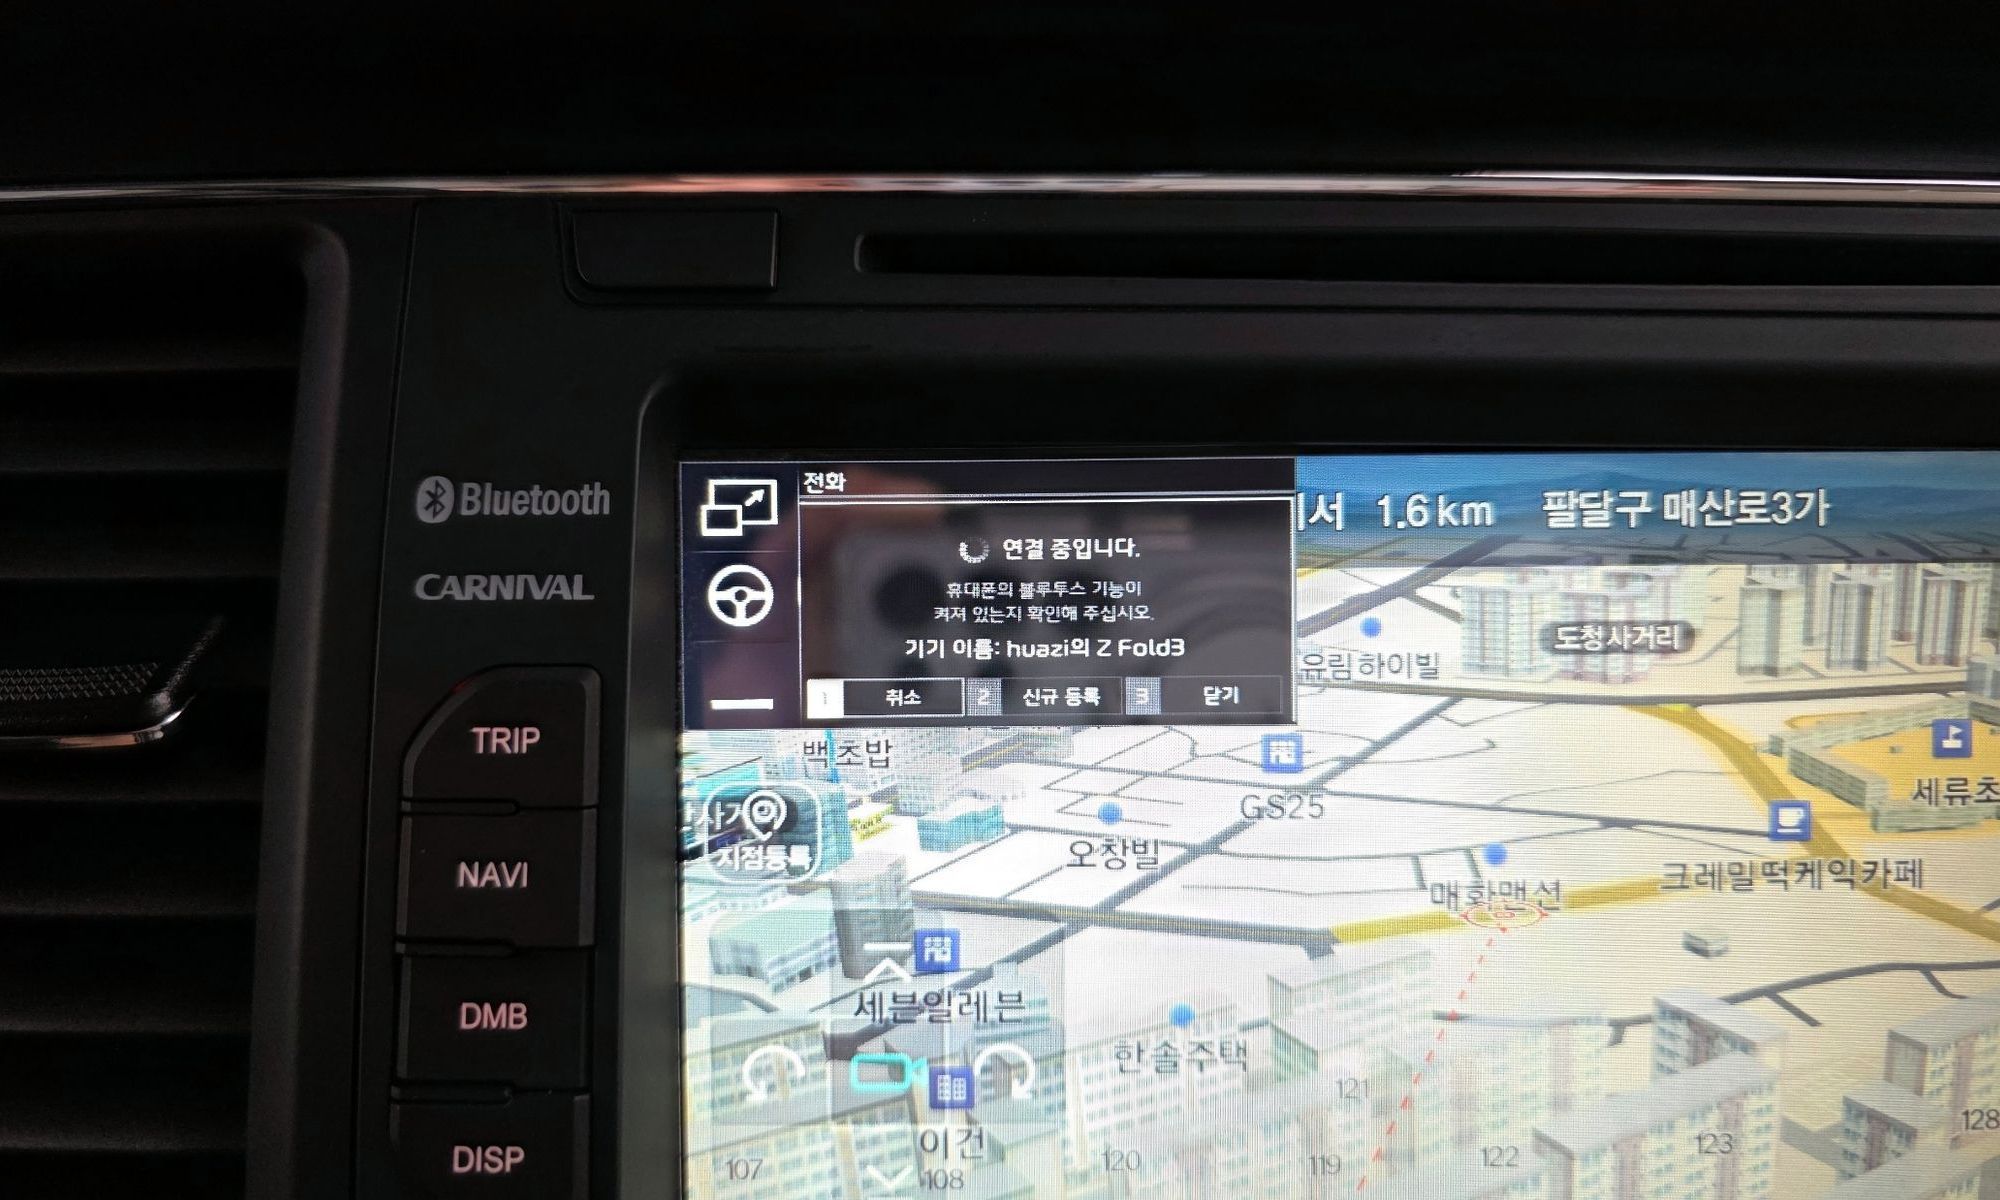 Bluetooth
CARNIVAL
TRIP
NAVI
DMB
DISP
전화
연결 중입니다.
휴대폰의 블루투스 기능이
켜져 있는지 확인해 주십시오.
기기 이름: huazi의 Z Fold3
1 취소 2 신규 등록 3 닫기
서 1.6km 팔달구 매산로3가
도청사거리
유림하이빌
백초밥
GS25
세류초
지점등록
오창빌
매화맨션
크레밀떡케익카페
세븐일레븐
한솔주택
이건
107
108
120
119
121
122
123
128